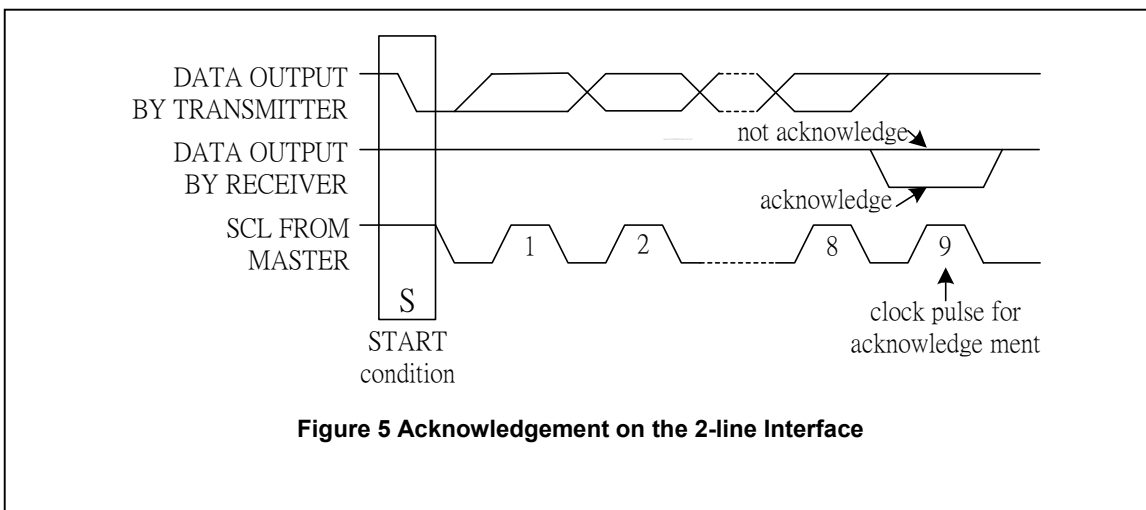 DATA OUTPUT
BY TRANSMITTER
not acknowledge
DATA OUTPUT
BY RECEIVER
acknowledge
SCL FROM
MASTER
1
2
8
9
S
START
condition
clock pulse for
acknowledge ment
Figure 5 Acknowledgement on the 2-line Interface